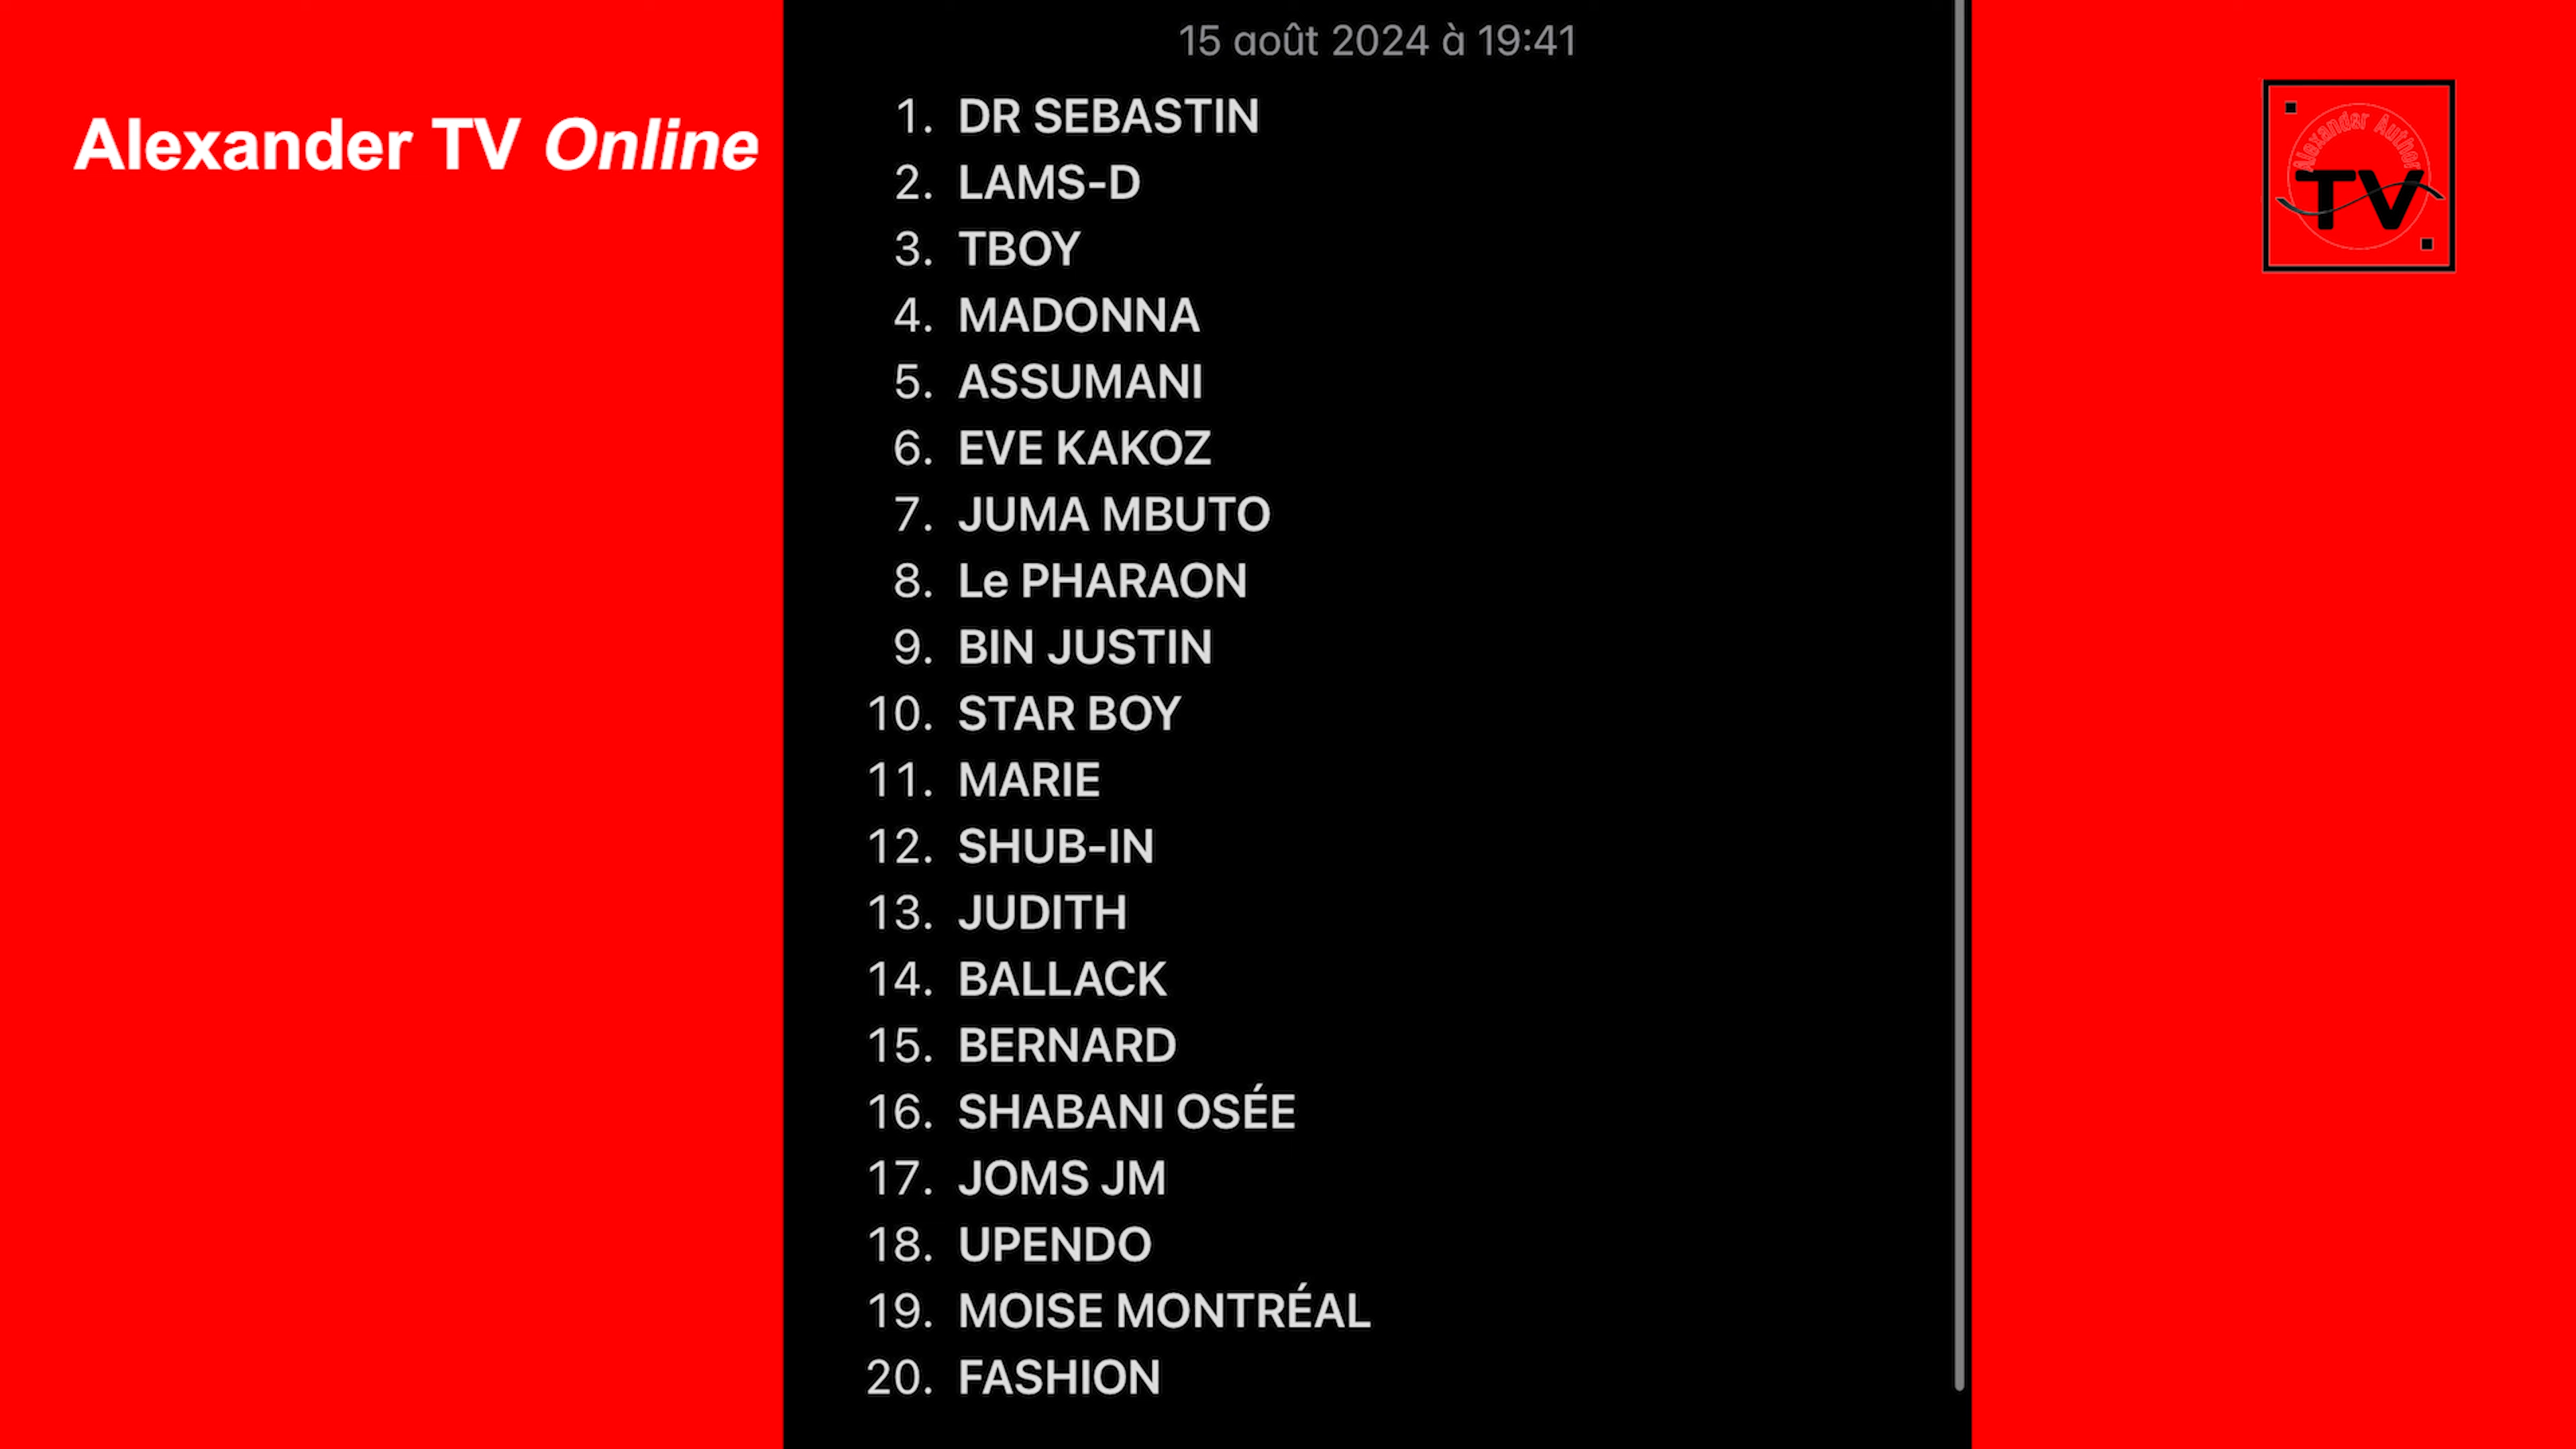 15 août 2024 à 19:41
Alexander TV Online
Alexander Author
TV
1. DR SEBASTIN
2. LAMS-D
3. TBOY
4. MADONNA
5. ASSUMANI
6. EVE KAKOZ
7. JUMA MBUTO
8. Le PHARAON
9. BIN JUSTIN
10. STAR BOY
11. MARIE
12. SHUB-IN
13. JUDITH
14. BALLACK
15. BERNARD
16. SHABANI OSÉE
17. JOMS JM
18. UPENDO
19. MOISE MONTRÉAL
20. FASHION